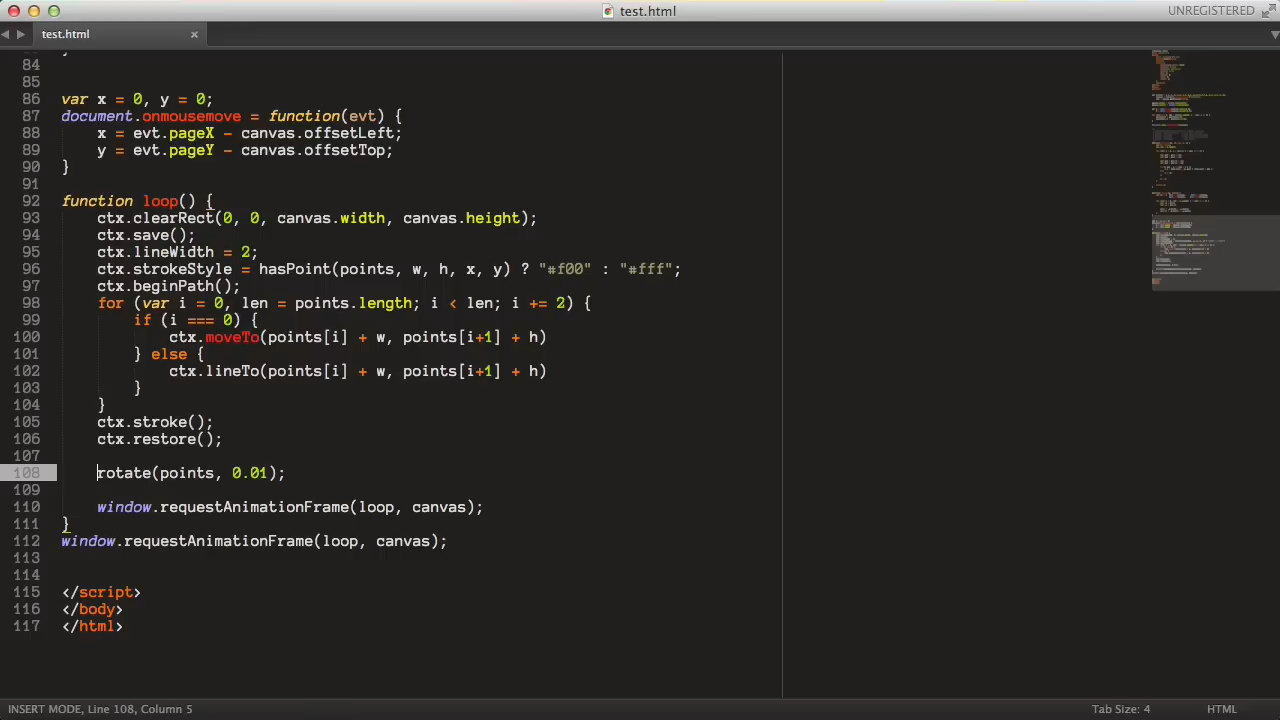 test.html
UNREGISTERED
test.html
84
85
86 var x = 0, y = 0;
87 document.onmousemove = function(evt) {
88     x = evt.pageX - canvas.offsetLeft;
89     y = evt.pageY - canvas.offsetTop;
90 }
91
92 function loop() {
93     ctx.clearRect(0, 0, canvas.width, canvas.height);
94     ctx.save();
95     ctx.lineWidth = 2;
96     ctx.strokeStyle = hasPoint(points, w, h, x, y) ? "#f00" : "#fff";
97     ctx.beginPath();
98     for (var i = 0, len = points.length; i < len; i += 2) {
99         if (i === 0) {
100             ctx.moveTo(points[i] + w, points[i+1] + h)
101         } else {
102             ctx.lineTo(points[i] + w, points[i+1] + h)
103         }
104     }
105     ctx.stroke();
106     ctx.restore();
107
108     rotate(points, 0.01);
109
110     window.requestAnimationFrame(loop, canvas);
111 }
112 window.requestAnimationFrame(loop, canvas);
113
114
115 </script>
116 </body>
117 </html>
INSERT MODE, Line 108, Column 5
Tab Size: 4
HTML